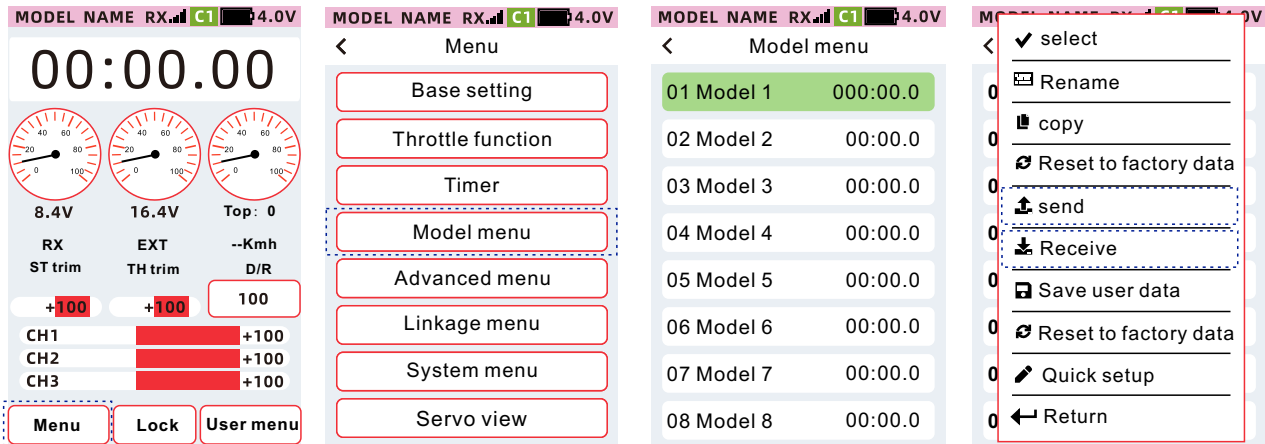 MODEL NAME RX C1 4.0V
00:00.00
0 20 40 60 80 100
0 20 40 60 80 100
0 20 40 60 80 100
8.4V 16.4V Top: 0
RX EXT --Kmh
ST trim TH trim D/R
+100 +100 100
CH1 +100
CH2 +100
CH3 +100
Menu Lock User menu
MODEL NAME RX C1 4.0V
Menu
Base setting
Throttle function
Timer
Model menu
Advanced menu
Linkage menu
System menu
Servo view
MODEL NAME RX C1 4.0V
Model menu
01 Model 1 000:00.0
02 Model 2 00:00.0
03 Model 3 00:00.0
04 Model 4 00:00.0
05 Model 5 00:00.0
06 Model 6 00:00.0
07 Model 7 00:00.0
08 Model 8 00:00.0
select
Rename
copy
Reset to factory data
send
Receive
Save user data
Reset to factory data
Quick setup
Return